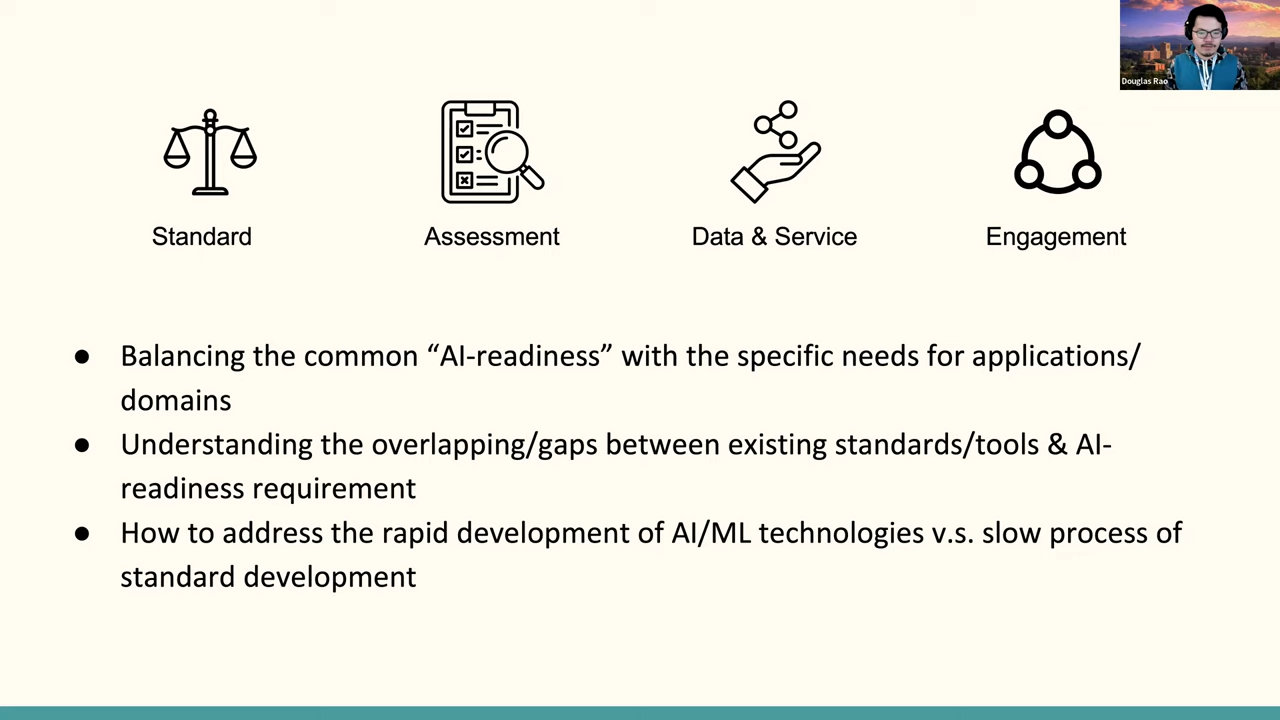 Douglas Rao
Standard
Assessment
Data & Service
Engagement
● Balancing the common “AI-readiness” with the specific needs for applications/
domains
● Understanding the overlapping/gaps between existing standards/tools & AI-
readiness requirement
● How to address the rapid development of AI/ML technologies v.s. slow process of
standard development